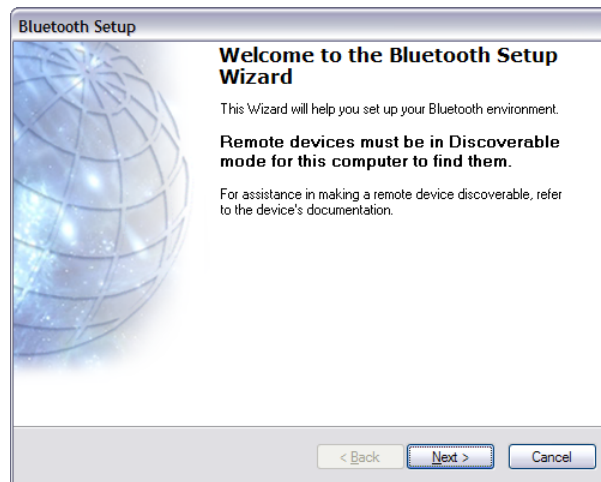 Bluetooth Setup
Welcome to the Bluetooth Setup
Wizard
This Wizard will help you set up your Bluetooth environment.
Remote devices must be in Discoverable
mode for this computer to find them.
For assistance in making a remote device discoverable, refer
to the device's documentation.
< Back Next > Cancel